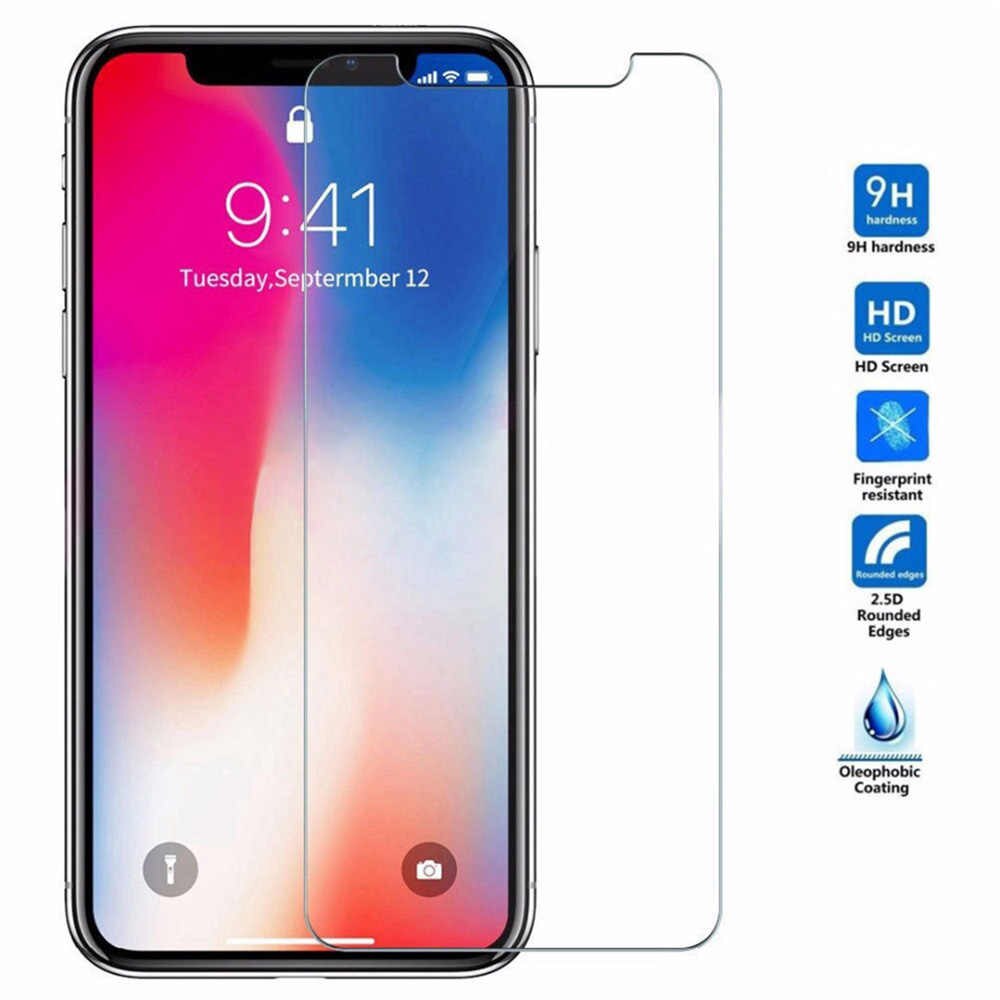 9:41
Tuesday,Septermber 12
9H
hardness
9H hardness
HD
HD Screen
HD Screen
Fingerprint
resistant
Rounded edges
2.5D
Rounded
Edges
Oleophobic
Coating